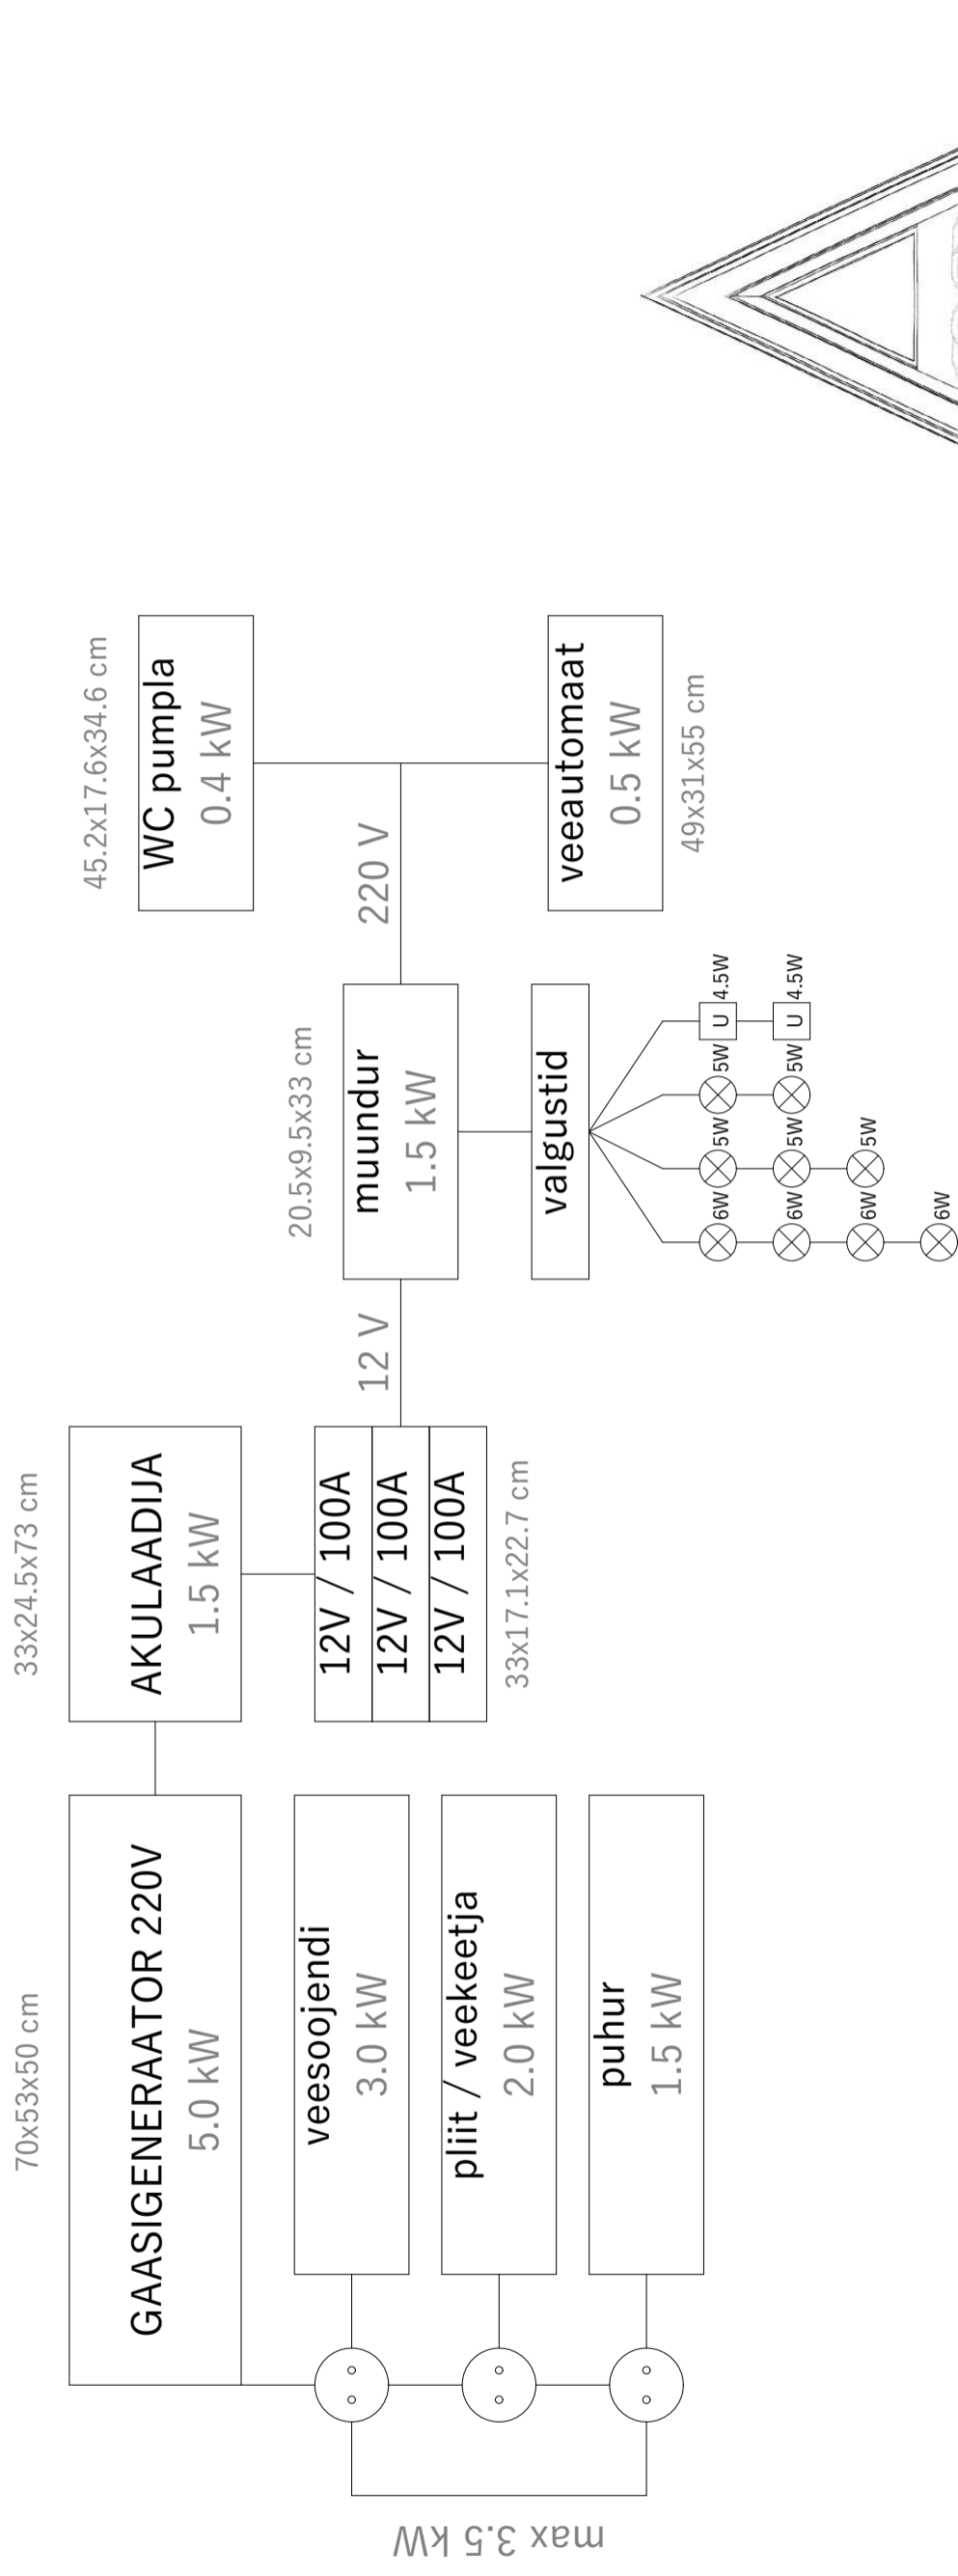 70x53x50 cm
GAASIGENERAATOR 220V
5.0 kW
veesoojendi
3.0 kW
pliit / veekeetja
2.0 kW
puhur
1.5 kW
max 3.5 kW
33x24.5x73 cm
AKULAADIJA
1.5 kW
12V / 100A
12V / 100A
12V / 100A
33x17.1x22.7 cm
12 V
20.5x9.5x33 cm
muundur
1.5 kW
220 V
valgustid
6W 5W 5W U 4.5W
6W 5W 5W U 4.5W
6W 5W
6W
45.2x17.6x34.6 cm
WC pumpla
0.4 kW
veeautomaat
0.5 kW
49x31x55 cm